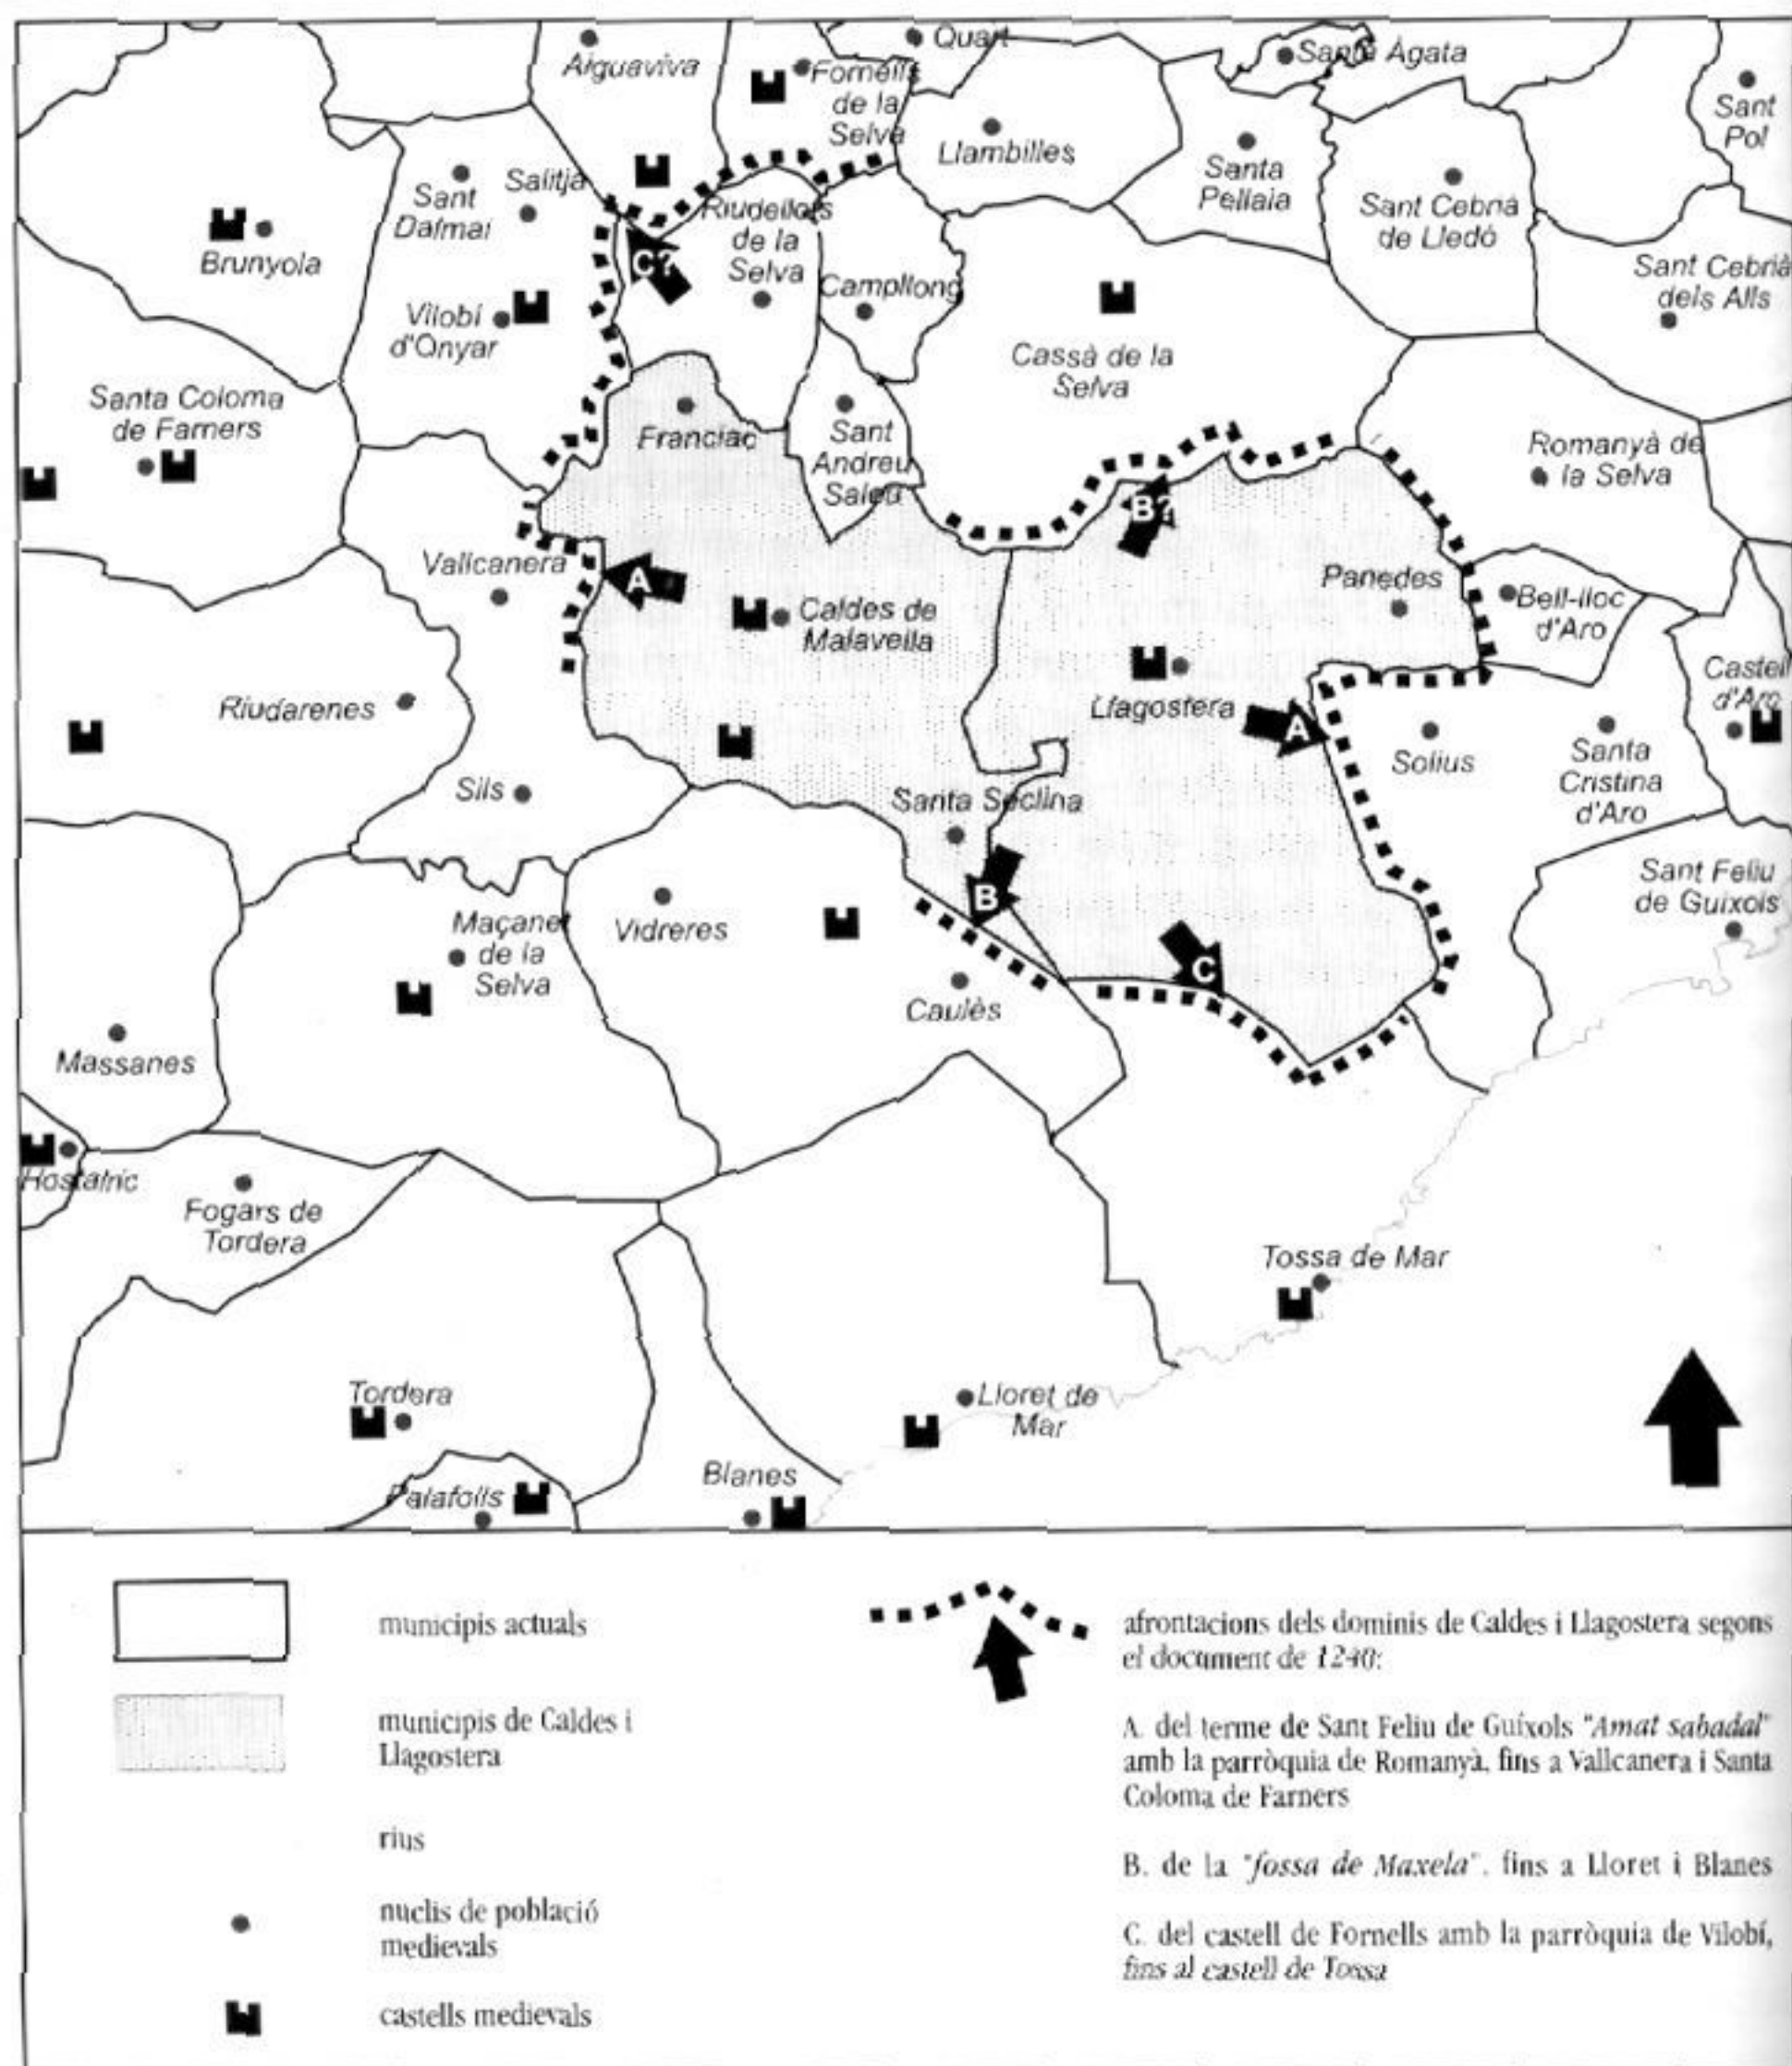 Aiguaviva
Quart
Santa Àgata
Fornells
de la
Selva
Sant
Pol
Llambilles
Santa
Pellaia
Sant Cebrià
de Lledó
Salitja
Sant
Dalmai
Riudellots
de la
Selva
Brunyola
C?
Campllong
Sant Cebrià
dels Alls
Vilobí
d'Onyar
Cassà de la
Selva
Santa Coloma
de Farners
Franciac
Sant
Andreu
Salou
Romanyà de
la Selva
B?
Vallcanera
A
Panedes
Bell-lloc
d'Aro
Caldes de
Malavella
Riudarenes
Llagostera
A
Castell
d'Aro
Solius
Santa
Cristina
d'Aro
Sils
Santa Seclina
Sant Feliu
de Guíxols
B
Maçanet
de la
Selva
Vidreres
C
Caulès
Massanes
Hostalric
Fogars de
Tordera
Tossa de Mar
Tordera
Lloret de
Mar
Palafolls
Blanes
municipis actuals
municipis de Caldes i
Llagostera
rius
nuclis de població
medievals
castells medievals
afrontacions dels dominis de Caldes i Llagostera segons
el document de 1240:
A. del terme de Sant Feliu de Guíxols "Amat sabadal"
amb la parròquia de Romanyà, fins a Vallcanera i Santa
Coloma de Farners
B. de la "fossa de Maxela", fins a Lloret i Blanes
C. del castell de Fornells amb la parròquia de Vilobí,
fins al castell de Tossa